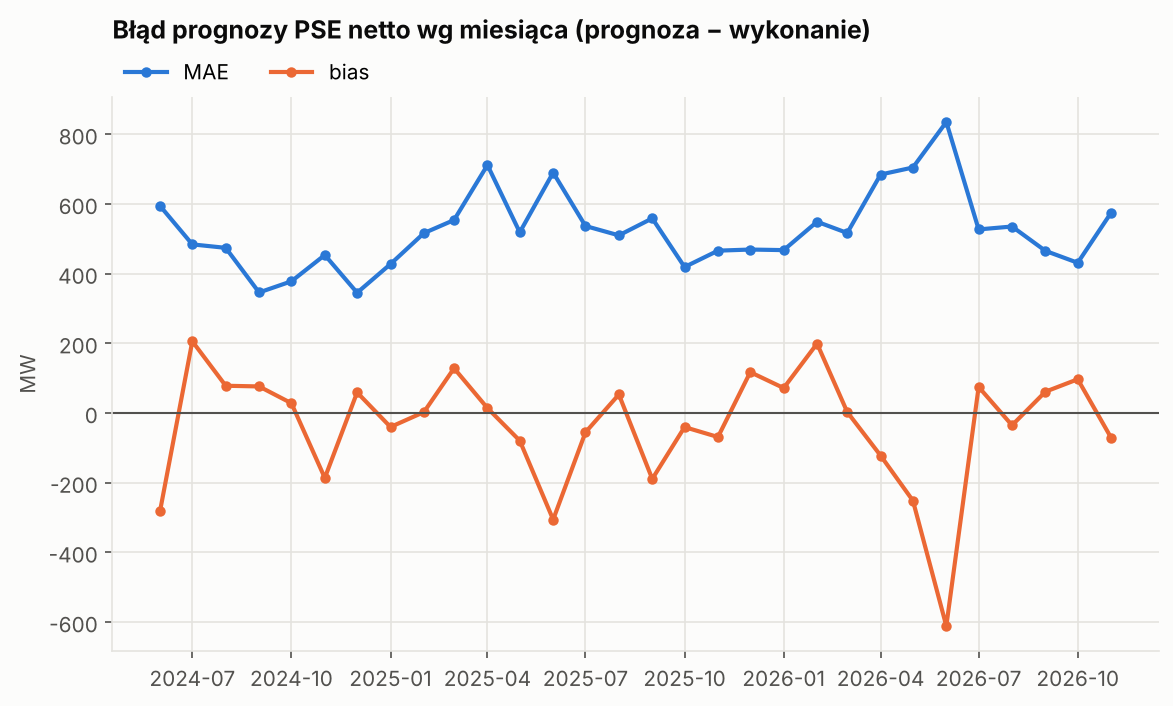 Błąd prognozy PSE netto wg miesiąca (prognoza – wykonanie)
MAE bias
800
600
400
200
0
-200
-400
-600
MW
2024-07 2024-10 2025-01 2025-04 2025-07 2025-10 2026-01 2026-04 2026-07 2026-10